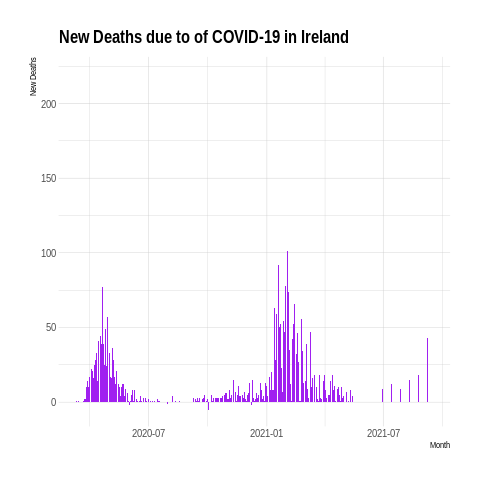 New Deaths due to of COVID-19 in Ireland
New Deaths
200
150
100
50
0
2020-07
2021-01
2021-07
Month